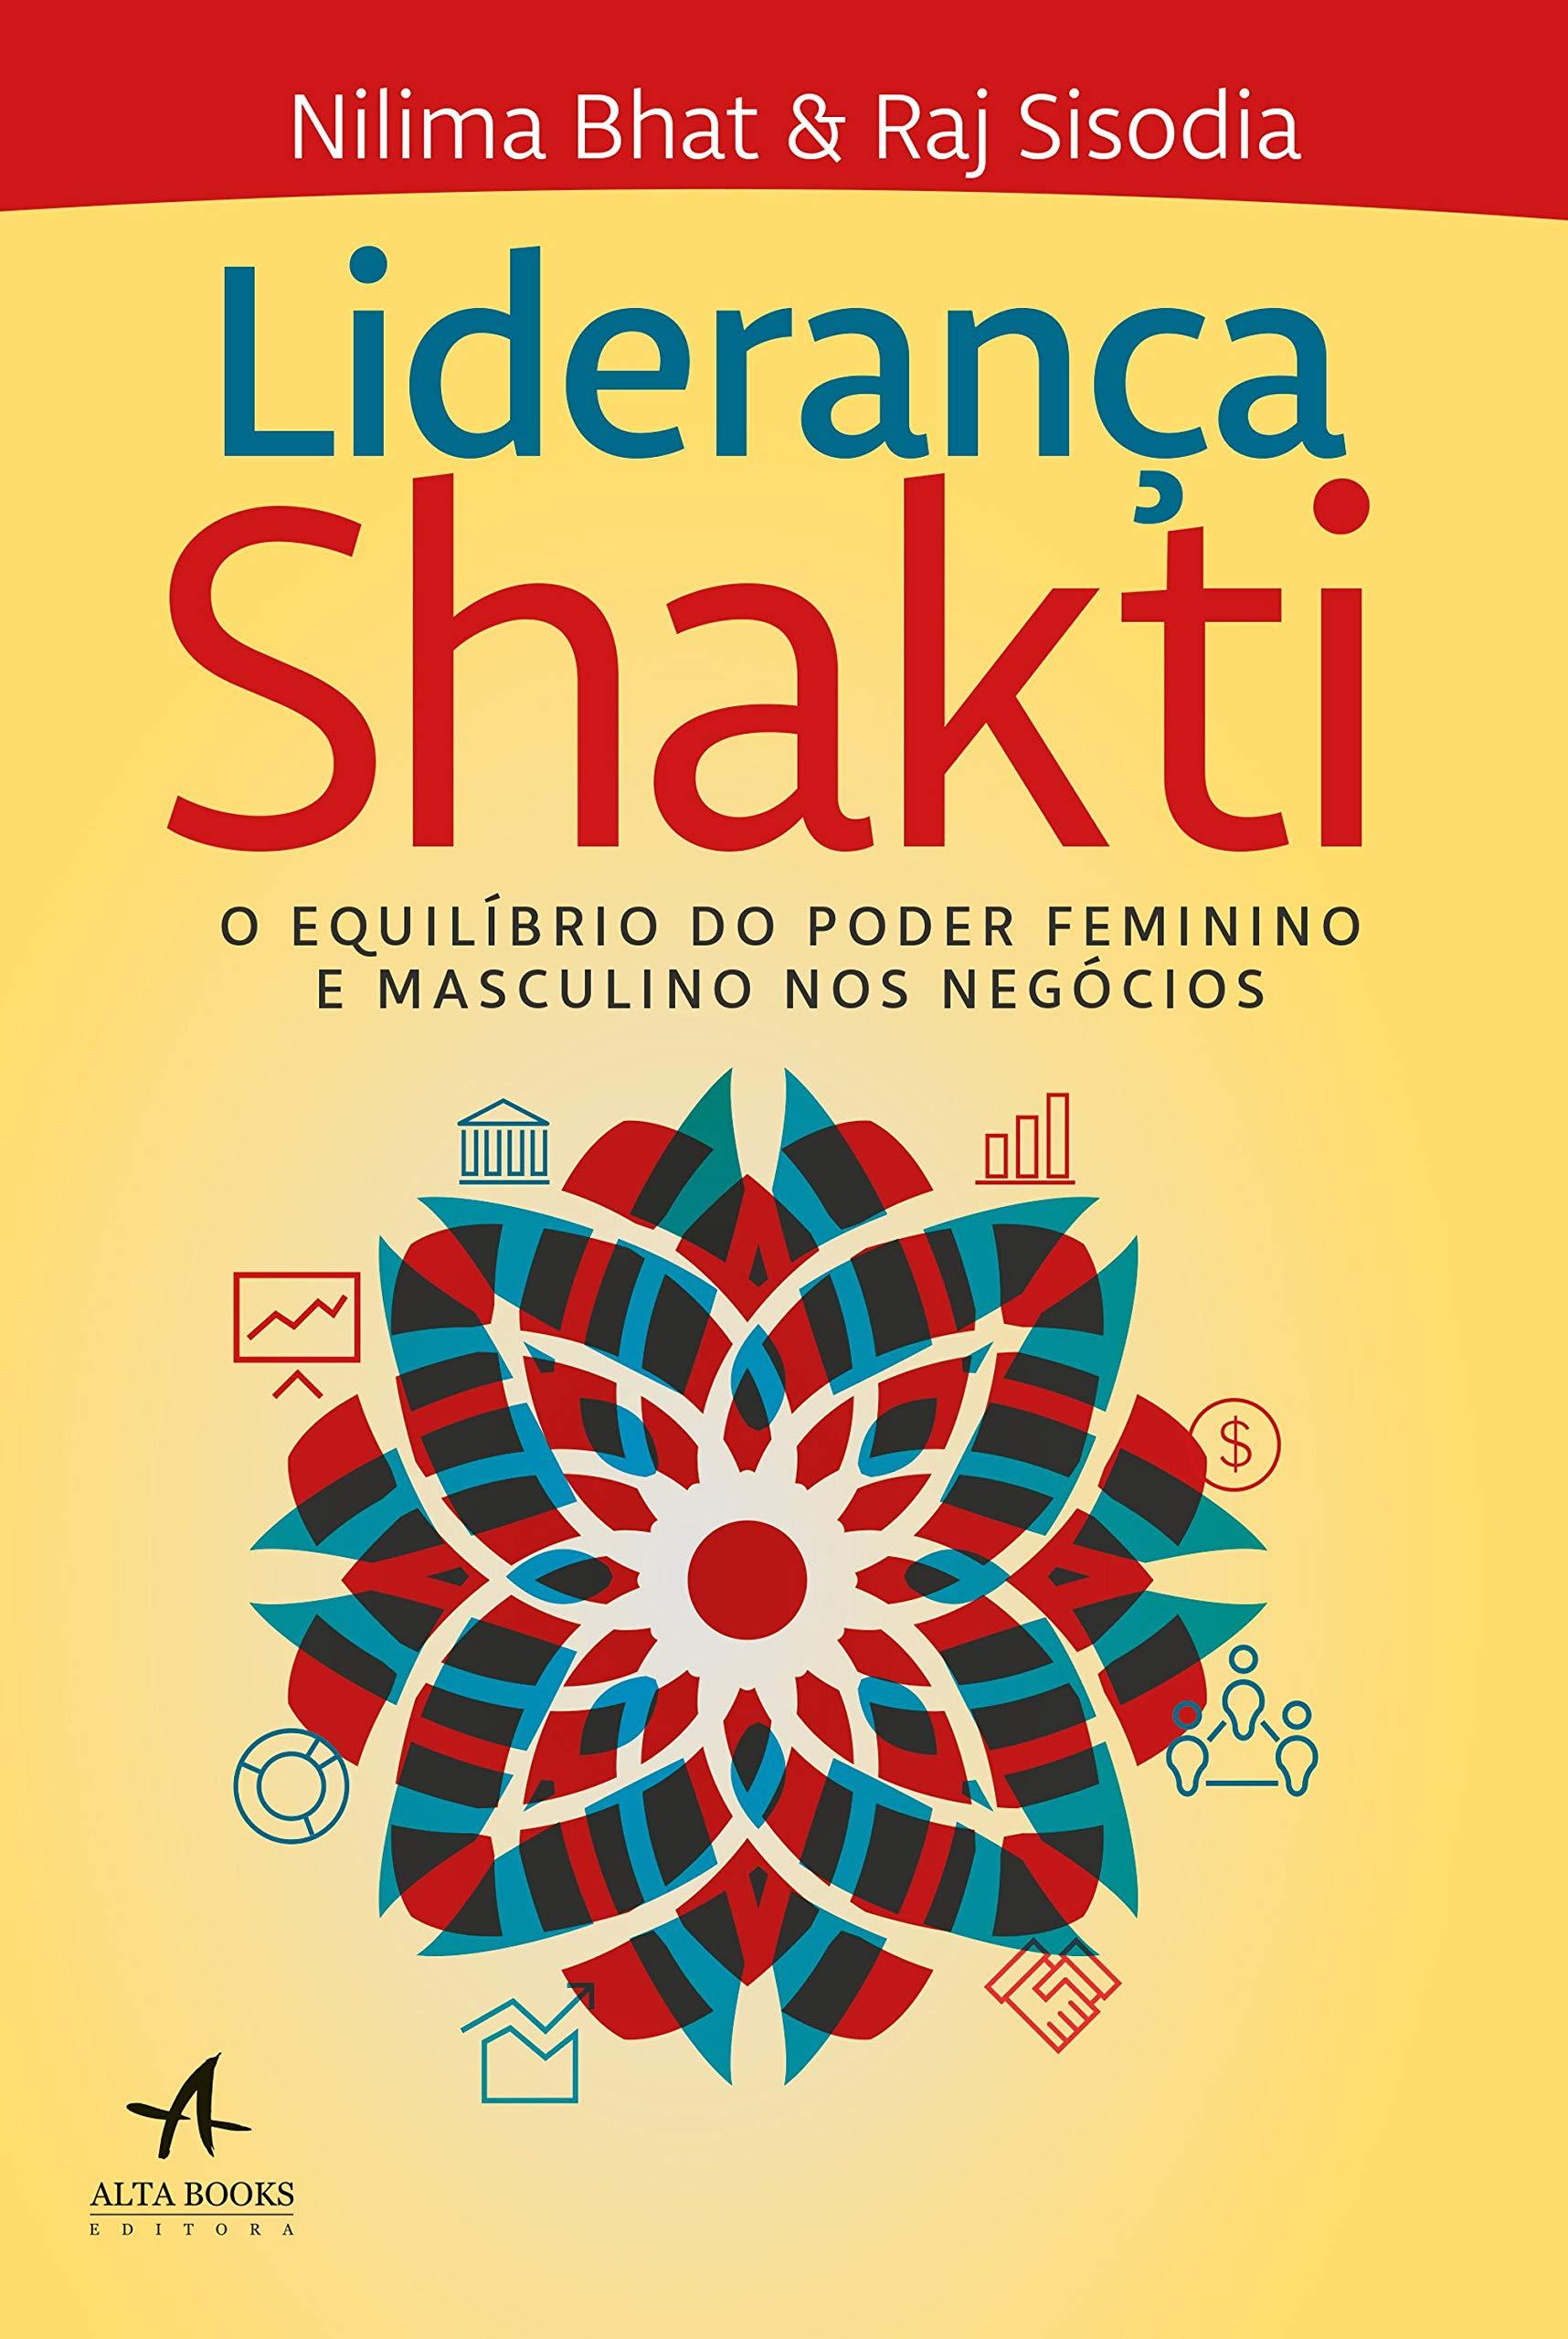 Nilima Bhat & Raj Sisodia
Liderança
Shakti
O EQUILÍBRIO DO PODER FEMININO
E MASCULINO NOS NEGÓCIOS
$
ALTA BOOKS
EDITORA